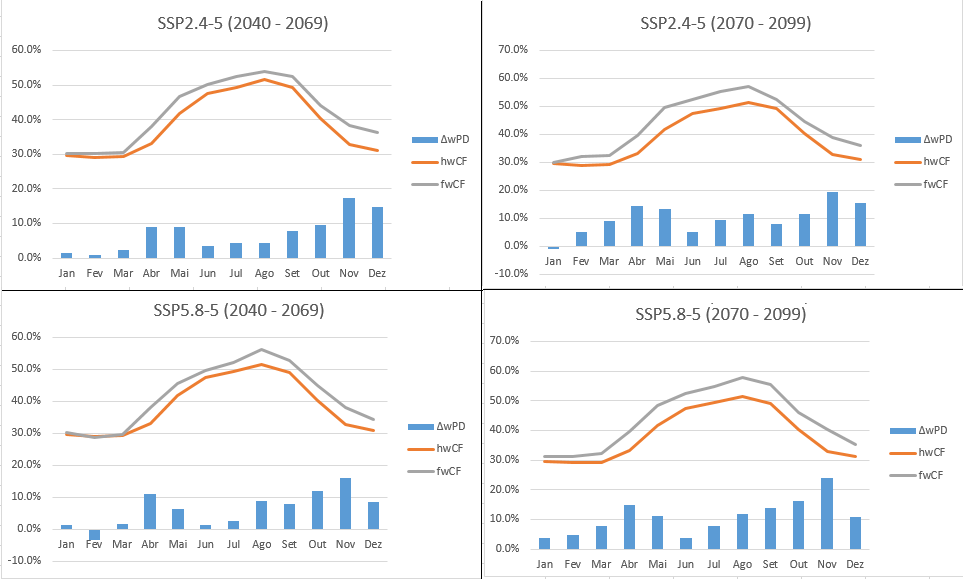 SSP2.4-5 (2040 - 2069)
60.0%
50.0%
40.0%
30.0%
20.0%
10.0%
0.0%
Jan Fev Mar Abr Mai Jun Jul Ago Set Out Nov Dez
ΔwPD
hwCF
fwCF
SSP2.4-5 (2070 - 2099)
70.0%
60.0%
50.0%
40.0%
30.0%
20.0%
10.0%
0.0%
-10.0%
Jan Fev Mar Abr Mai Jun Jul Ago Set Out Nov Dez
ΔwPD
hwCF
fwCF
SSP5.8-5 (2040 - 2069)
60.0%
50.0%
40.0%
30.0%
20.0%
10.0%
0.0%
-10.0%
Jan Fev Mar Abr Mai Jun Jul Ago Set Out Nov Dez
ΔwPD
hwCF
fwCF
SSP5.8-5 (2070 - 2099)
70.0%
60.0%
50.0%
40.0%
30.0%
20.0%
10.0%
0.0%
Jan Fev Mar Abr Mai Jun Jul Ago Set Out Nov Dez
ΔwPD
hwCF
fwCF